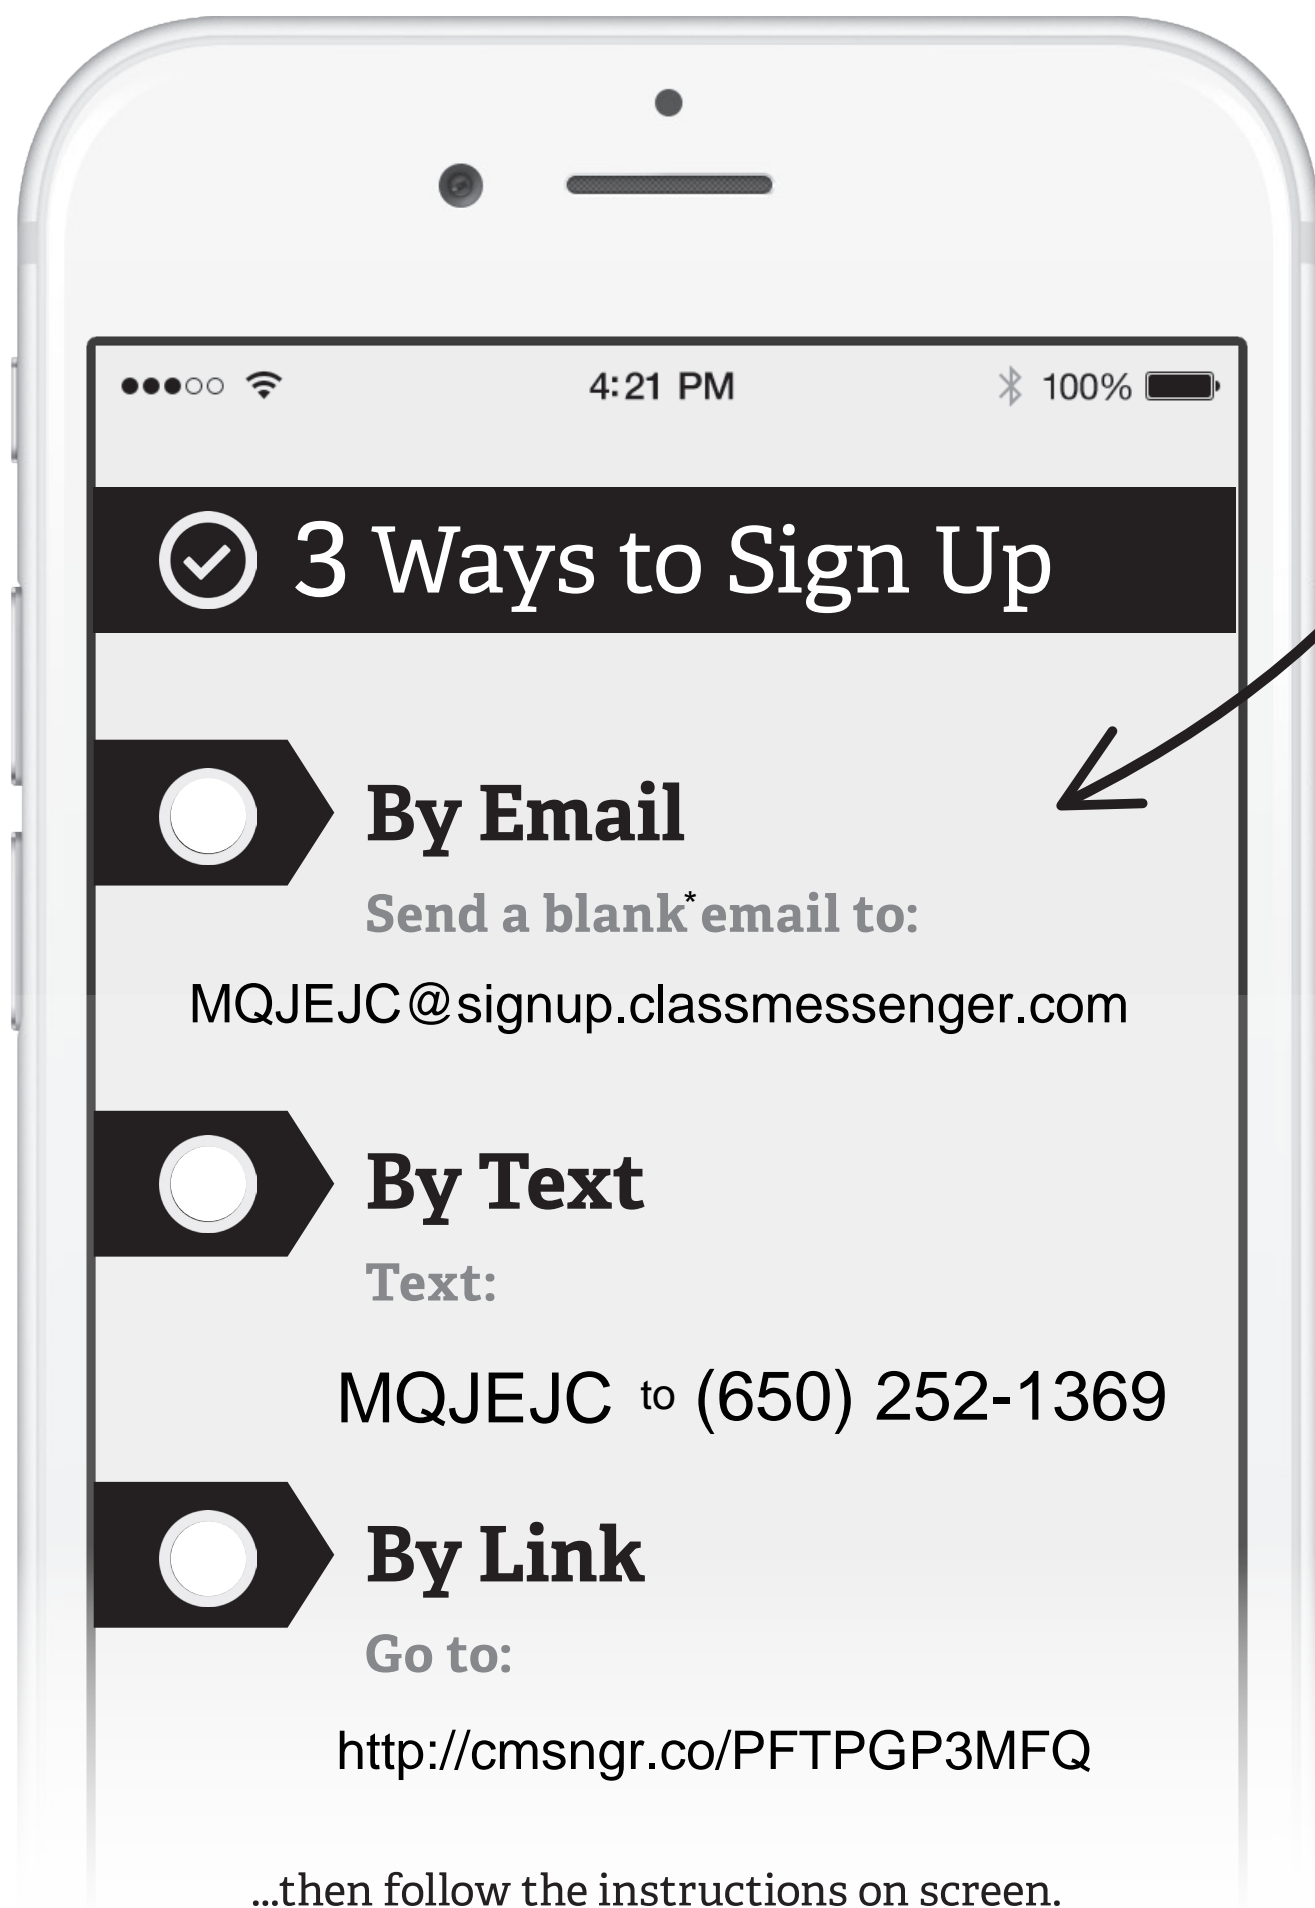 4:21 PM 100%
3 Ways to Sign Up
By Email
Send a blank* email to:
MQJEJC@signup.classmessenger.com
By Text
Text:
MQJEJC to (650) 252-1369
By Link
Go to:
http://cmsngr.co/PFTPGP3MFQ
...then follow the instructions on screen.